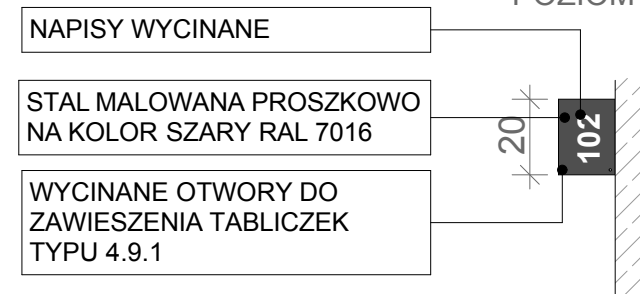 POZIOM
NAPISY WYCINANE
STAL MALOWANA PROSZKOWO
NA KOLOR SZARY RAL 7016
20
102
WYCINANE OTWORY DO
ZAWIESZENIA TABLICZEK
TYPU 4.9.1